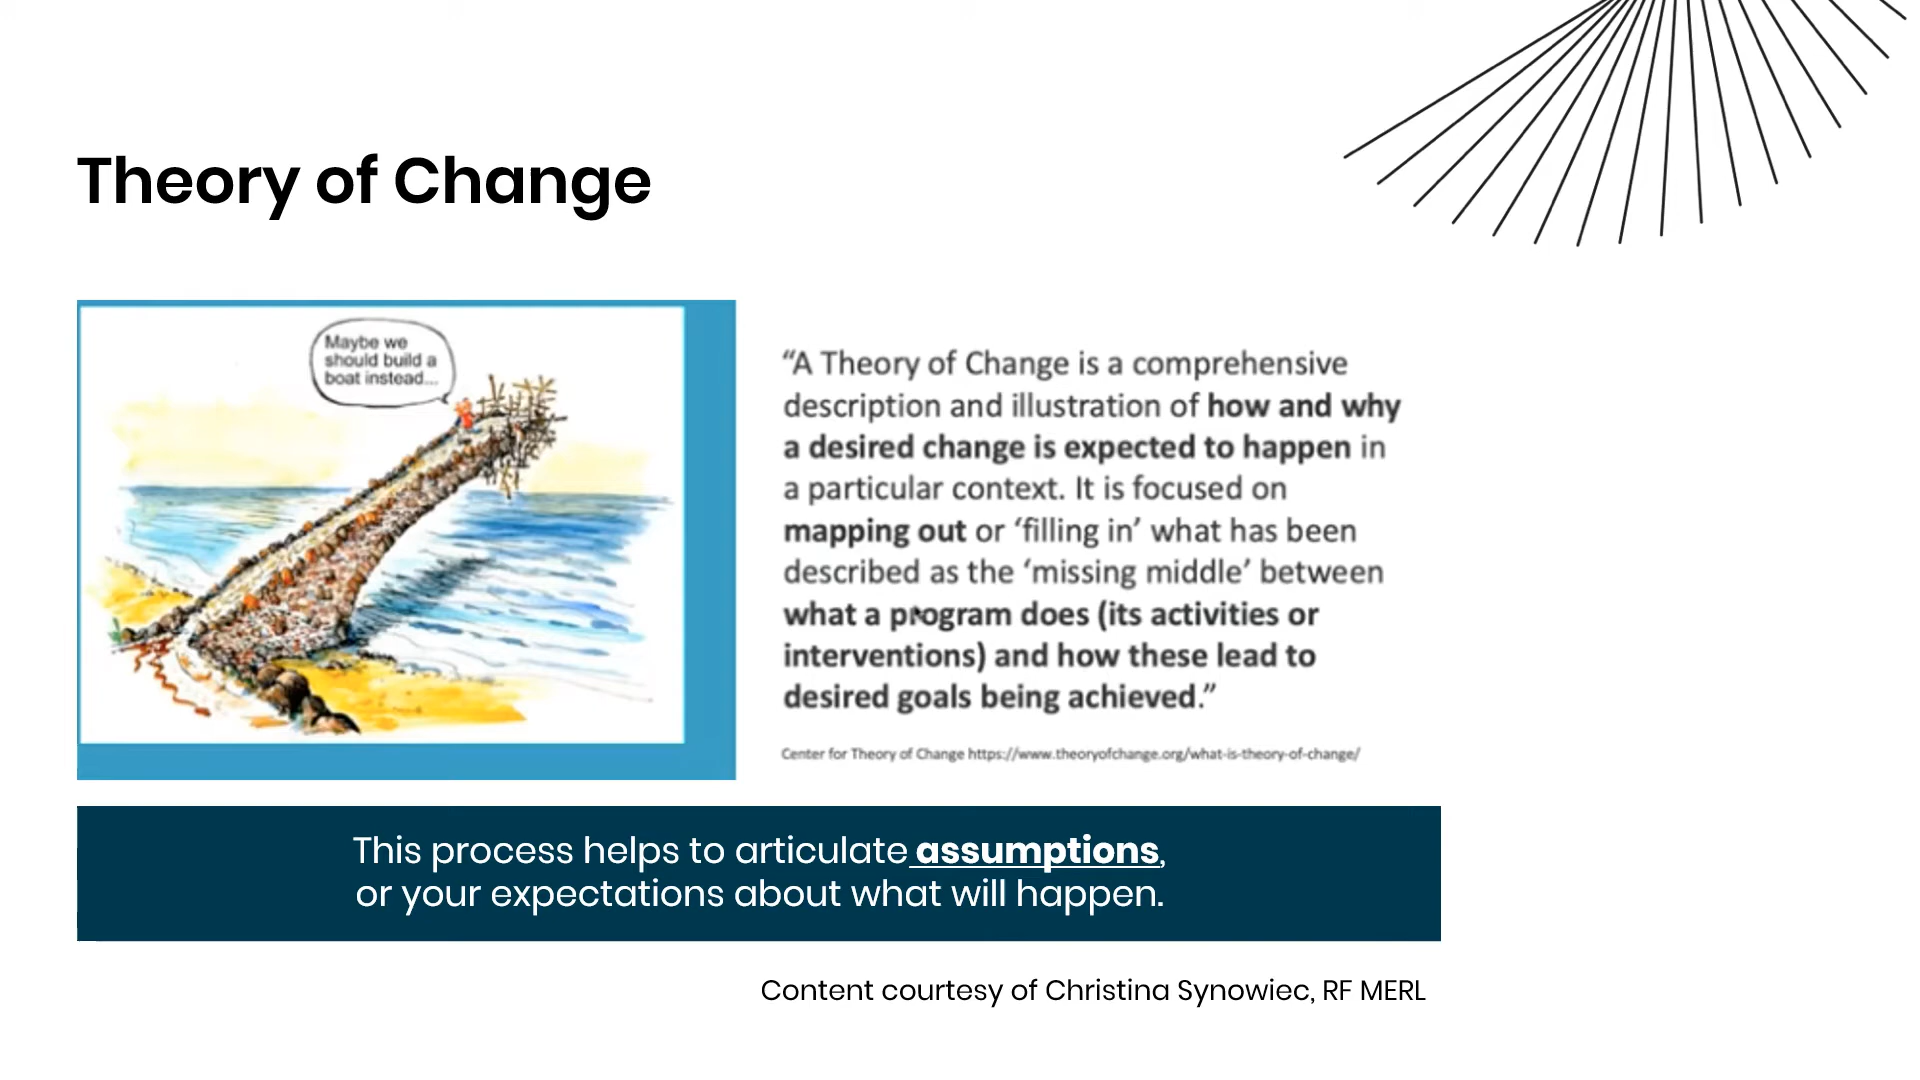 Theory of Change
Maybe we
should build a
boat instead...
“A Theory of Change is a comprehensive
description and illustration of how and why
a desired change is expected to happen in
a particular context. It is focused on
mapping out or ‘filling in’ what has been
described as the ‘missing middle’ between
what a program does (its activities or
interventions) and how these lead to
desired goals being achieved.”
Center for Theory of Change https://www.theoryofchange.org/what-is-theory-of-change/
This process helps to articulate assumptions,
or your expectations about what will happen.
Content courtesy of Christina Synowiec, RF MERL